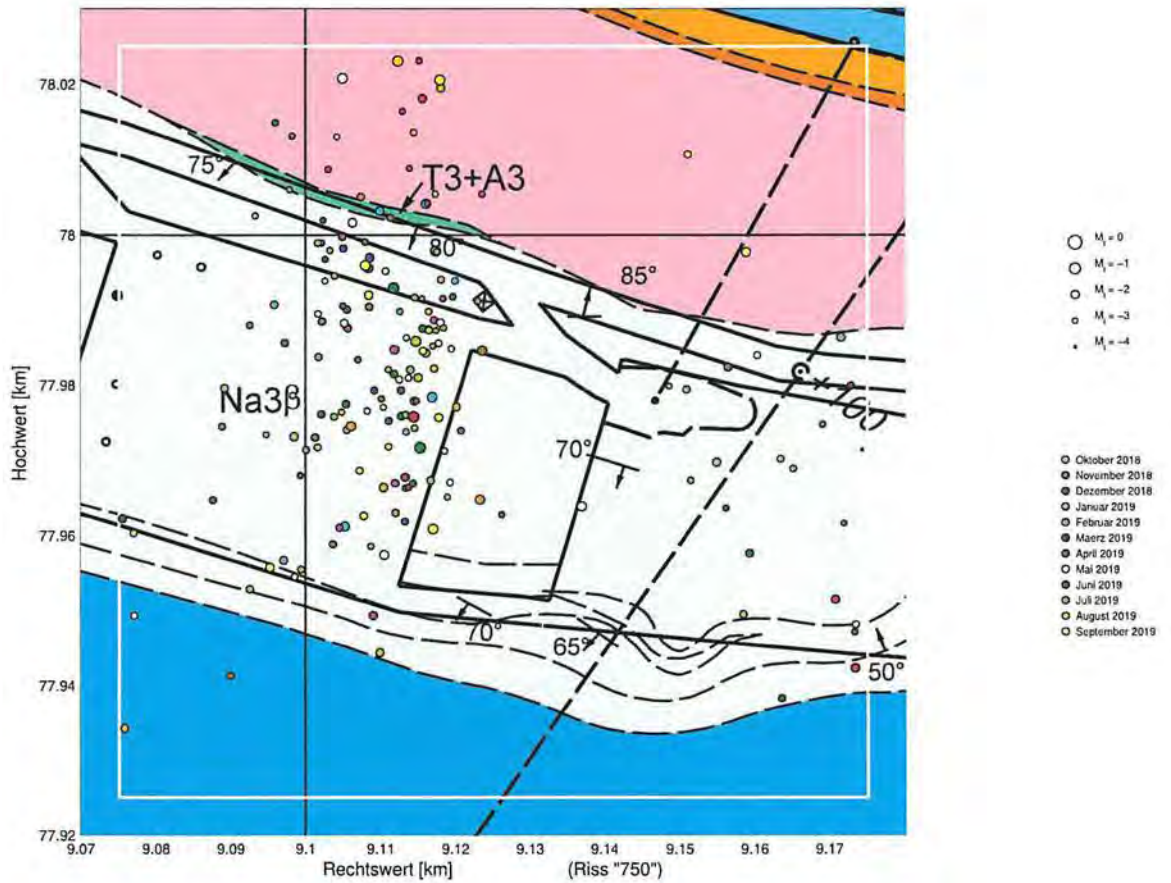 78.02
78
77.98
77.96
77.94
77.92
Hochwert [km]
9.07
9.08
9.09
9.1
9.11
9.12
9.13
9.14
9.15
9.16
9.17
Rechtswert [km]
(Riss "750")
75°
T3+A3
80°
85°
Na3β
70°
70°
65°
50°
M_l = 0
M_l = −1
M_l = −2
M_l = −3
M_l = −4
Oktober 2018
November 2018
Dezember 2018
Januar 2019
Februar 2019
Maerz 2019
April 2019
Mai 2019
Juni 2019
Juli 2019
August 2019
September 2019